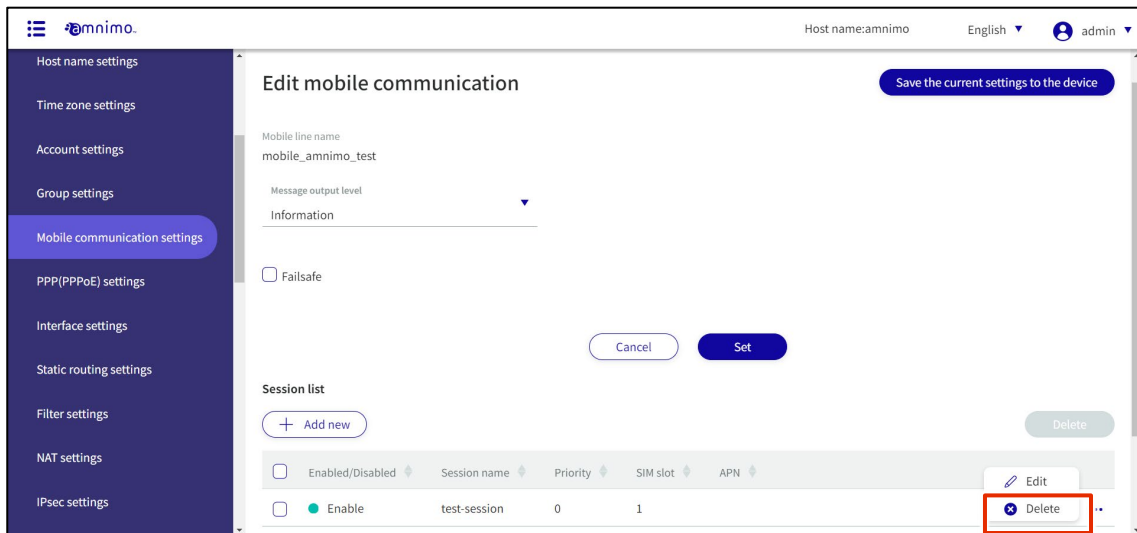 amnimo
Host name:amnimo
English
admin
Host name settings
Time zone settings
Account settings
Group settings
Mobile communication settings
PPP(PPPoE) settings
Interface settings
Static routing settings
Filter settings
NAT settings
IPsec settings
Edit mobile communication
Save the current settings to the device
Mobile line name
mobile_amnimo_test
Message output level
Information
Failsafe
Cancel
Set
Session list
+ Add new
Delete
Enabled/Disabled Session name Priority SIM slot APN
Edit
Enable test-session 0 1
Delete